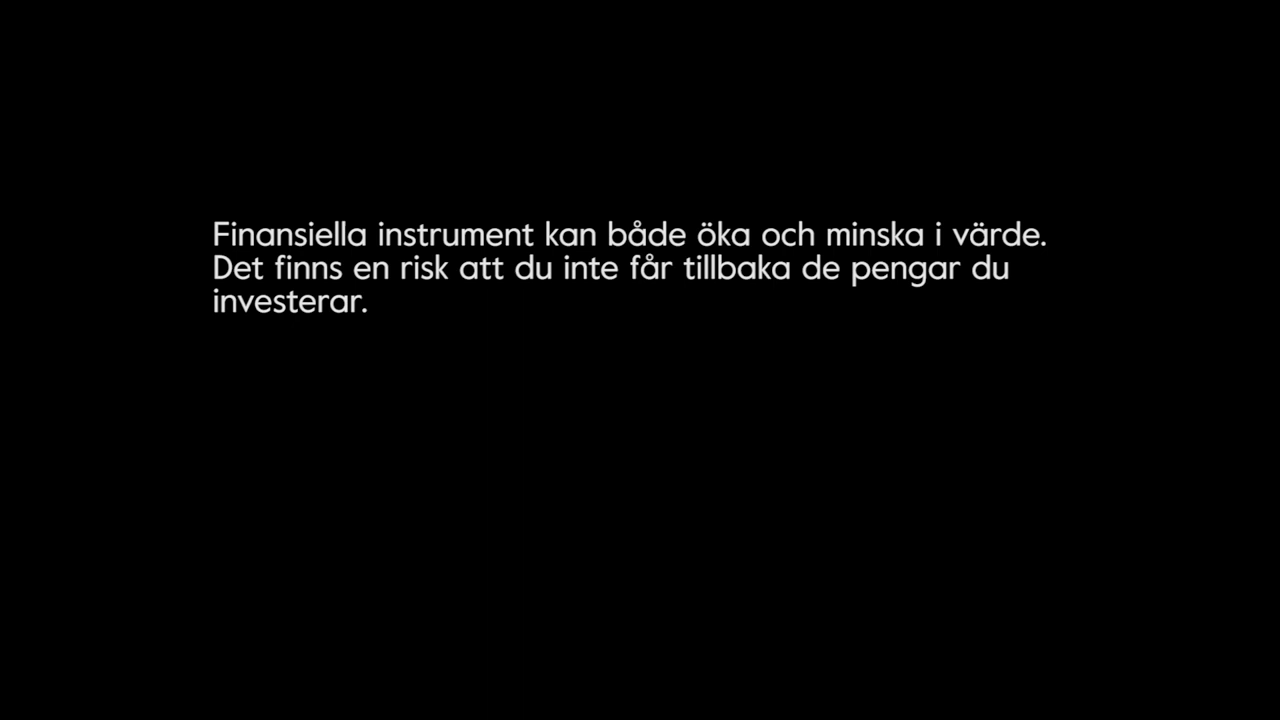 Finansiella instrument kan både öka och minska i värde.
Det finns en risk att du inte får tillbaka de pengar du
investerar.